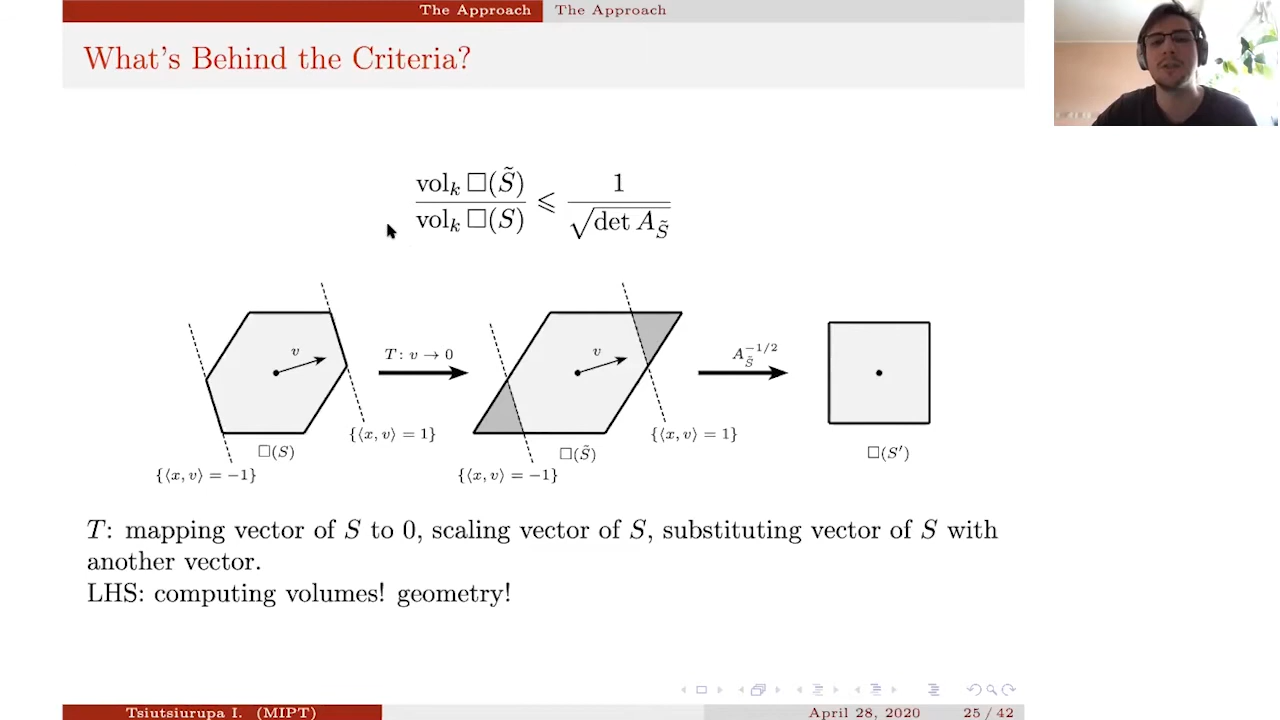 The Approach The Approach
What's Behind the Criteria?
vol_k □(S̃) / vol_k □(S) ⩽ 1 / √(det A_S̃)
v
T: v → 0
v
A_S̃^{-1/2}
{⟨x, v⟩ = 1}
{⟨x, v⟩ = 1}
□(S)
□(S̃)
□(S′)
{⟨x, v⟩ = −1}
{⟨x, v⟩ = −1}
T: mapping vector of S to 0, scaling vector of S, substituting vector of S with
another vector.
LHS: computing volumes! geometry!
Tsiutsiurupa I. (MIPT) April 28, 2020 25 / 42